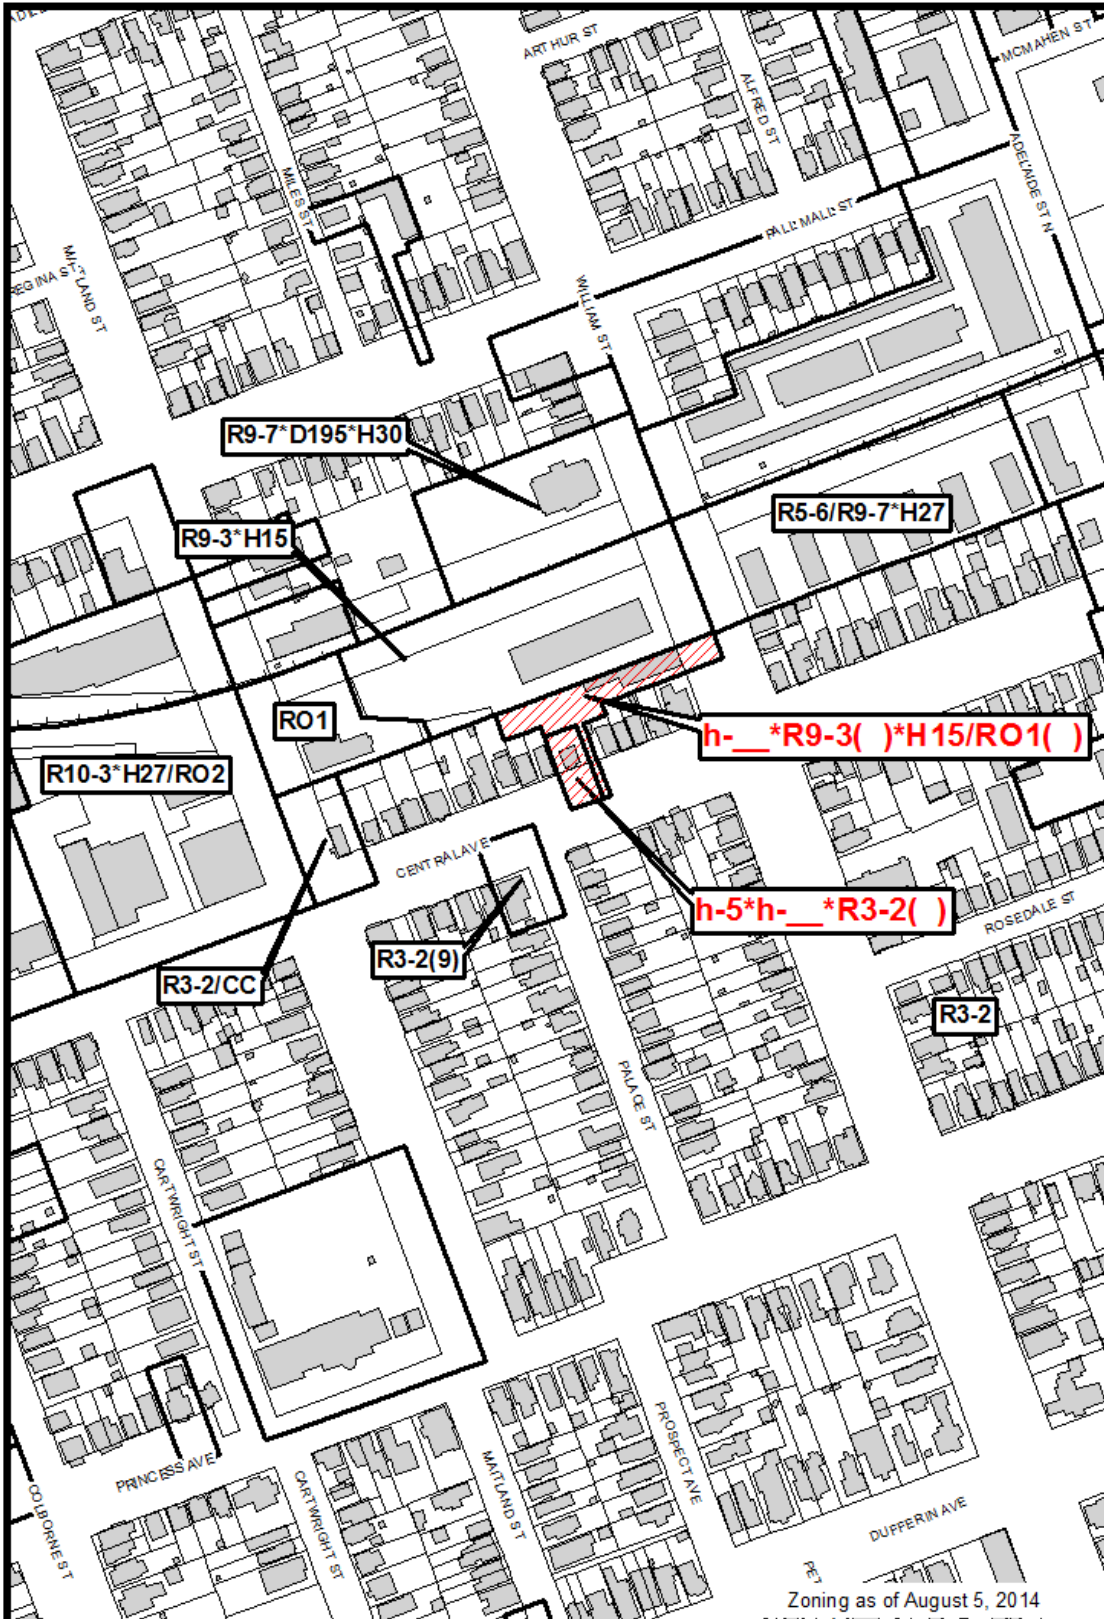 ARTHUR ST
MCMAHEN ST
ALFRED ST
ADELAIDE ST N
MILES ST
PALL MALL ST
MAITLAND ST
REGINA ST
WILLIAM ST
R9-7*D195*H30
R5-6/R9-7*H27
R9-3*H15
RO1
h-__*R9-3( )*H15/RO1( )
R10-3*H27/RO2
CENTRAL AVE
h-5*h-__*R3-2( )
ROSEDALE ST
R3-2(9)
R3-2/CC
R3-2
PALACE ST
CARTWRIGHT ST
PRINCESS AVE
COLBORNE ST
CARTWRIGHT ST
MAITLAND ST
PROSPECT AVE
DUFFERIN AVE
PET
Zoning as of August 5, 2014